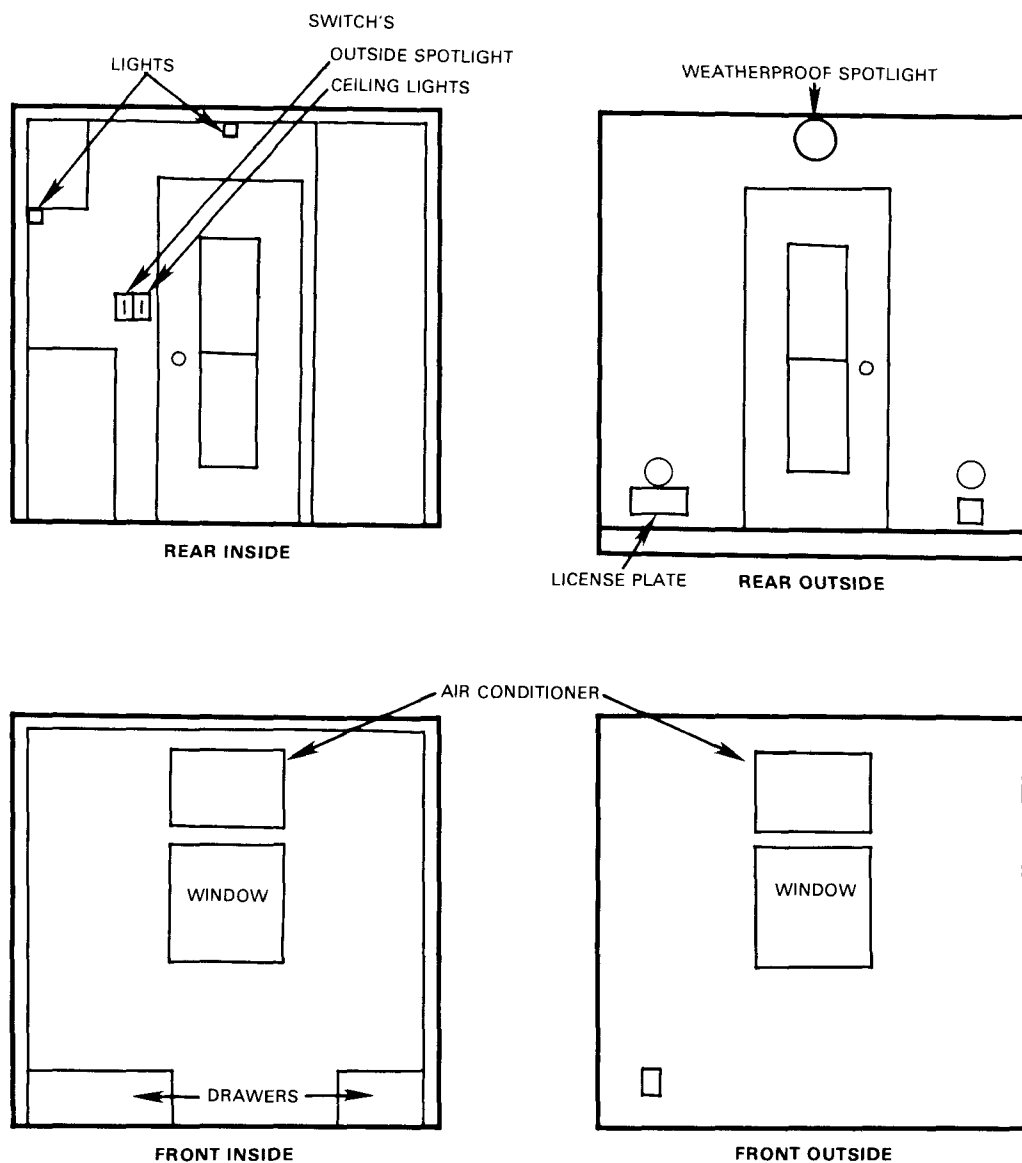 SWITCH'S
OUTSIDE SPOTLIGHT
LIGHTS
CEILING LIGHTS
WEATHERPROOF SPOTLIGHT
REAR INSIDE
LICENSE PLATE
REAR OUTSIDE
AIR CONDITIONER
WINDOW
WINDOW
DRAWERS
FRONT INSIDE
FRONT OUTSIDE